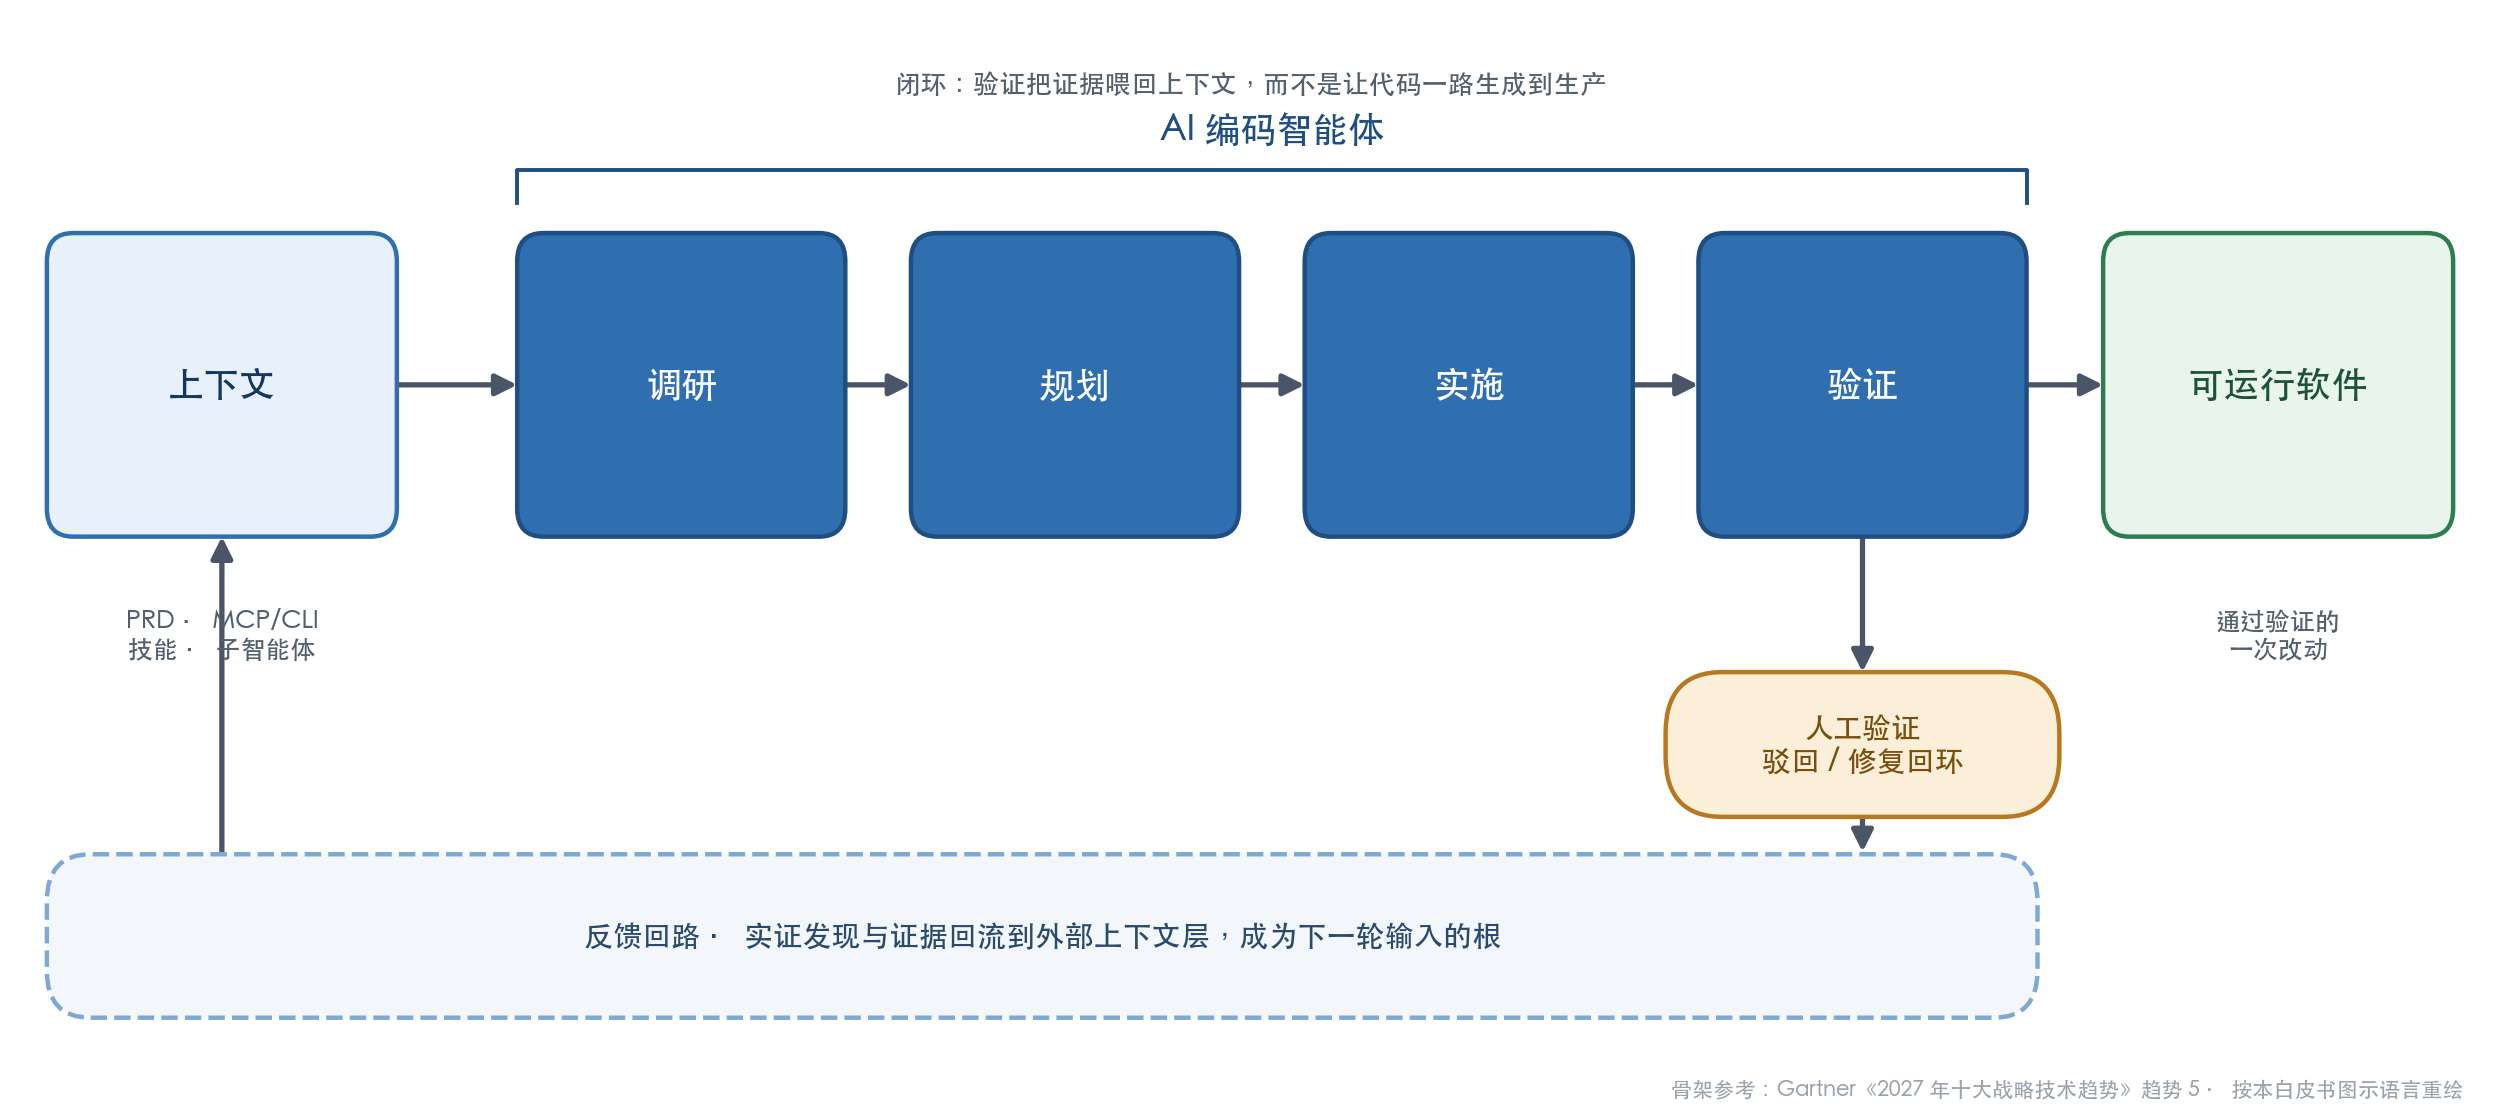 闭环：验证把证据喂回上下文，而不是让代码一路生成到生产
AI 编码智能体
上下文
调研
规划
实施
验证
可运行软件
PRD · MCP/CLI
技能 · 子智能体
通过验证的
一次改动
人工验证
驳回 / 修复回环
反馈回路 · 实证发现与证据回流到外部上下文层，成为下一轮输入的根
骨架参考：Gartner《2027 年十大战略技术趋势》趋势 5 · 按本白皮书图示语言重绘